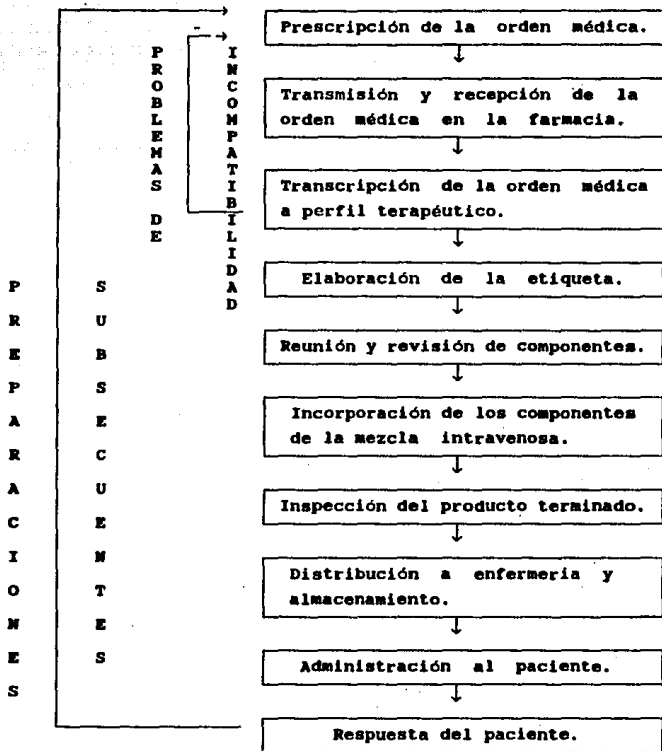 Prescripción de la orden médica.
Transmisión y recepción de la
orden médica en la farmacia.
Transcripción de la orden médica
a perfil terapéutico.
Elaboración de la etiqueta.
Reunión y revisión de componentes.
Incorporación de los componentes
de la mezcla intravenosa.
Inspección del producto terminado.
Distribución a enfermeria y
almacenamiento.
Administración al paciente.
Respuesta del paciente.
PROBLEMAS DE
INCOMPATIBILIDAD
PREPARACIONES
SUBSECUENTES